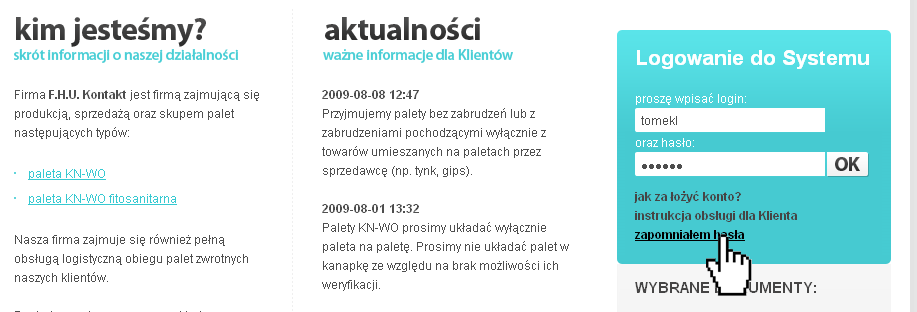 kim jesteśmy?
skrót informacji o naszej działalności
Firma F.H.U. Kontakt jest firmą zajmującą się
produkcją, sprzedażą oraz skupem palet
następujących typów:
paleta KN-WO
paleta KN-WO fitosanitarna
Nasza firma zajmuje się również pełną
obsługą logistyczną obiegu palet zwrotnych
naszych klientów.
aktualności
ważne informacje dla Klientów
2009-08-08 12:47
Przyjmujemy palety bez zabrudzeń lub z
zabrudzeniami pochodzącymi wyłącznie z
towarów umieszanych na paletach przez
sprzedawcę (np. tynk, gips).
2009-08-01 13:32
Palety KN-WO prosimy układać wyłącznie
paleta na paletę. Prosimy nie układać palet w
kanapkę ze względu na brak możliwości ich
weryfikacji.
Logowanie do Systemu
proszę wpisać login:
tomekl
oraz hasło:
••••••
OK
jak za łożyć konto?
instrukcja obsługi dla Klienta
zapomniałem hasła
WYBRANE